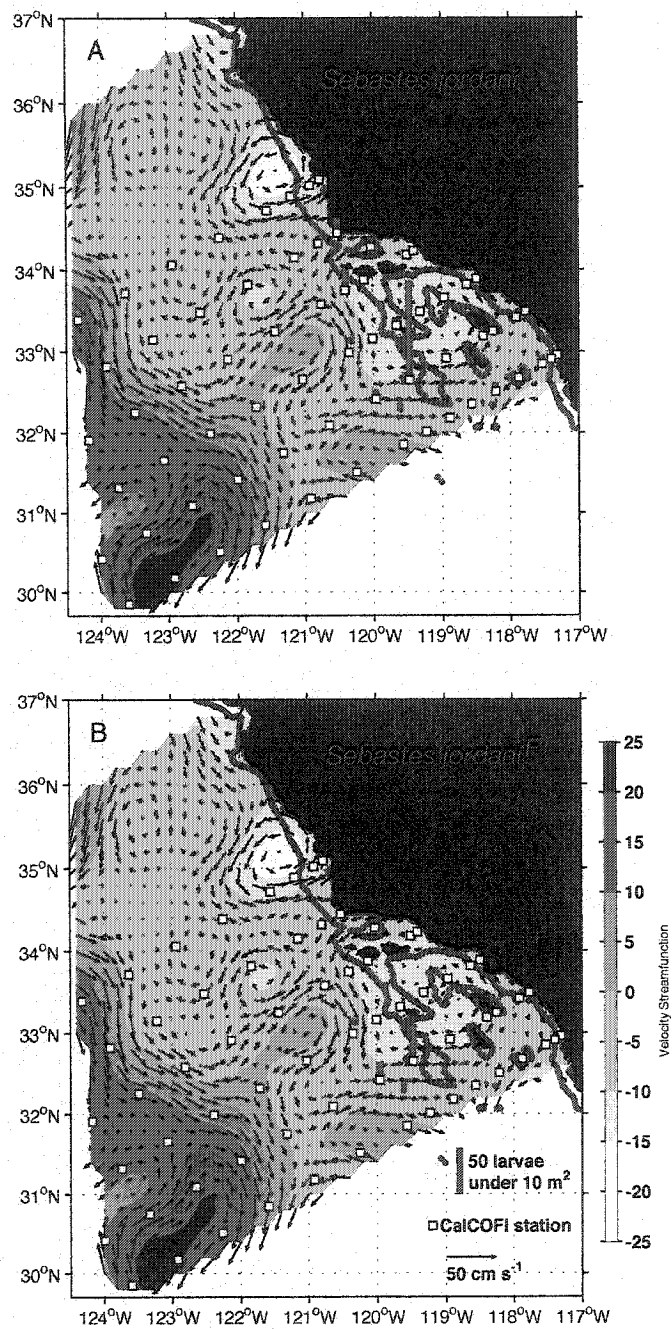 37°N
A
Sebastes jordani
36°N
35°N
34°N
33°N
32°N
31°N
30°N
124°W 123°W 122°W 121°W 120°W 119°W 118°W 117°W
37°N
B
Sebastes jordani
36°N
35°N
34°N
33°N
32°N
31°N
30°N
50 larvae
under 10 m²
CalCOFI station
50 cm s⁻¹
124°W 123°W 122°W 121°W 120°W 119°W 118°W 117°W
25
20
15
10
5
0
-5
-10
-15
-20
-25
Velocity Streamfunction